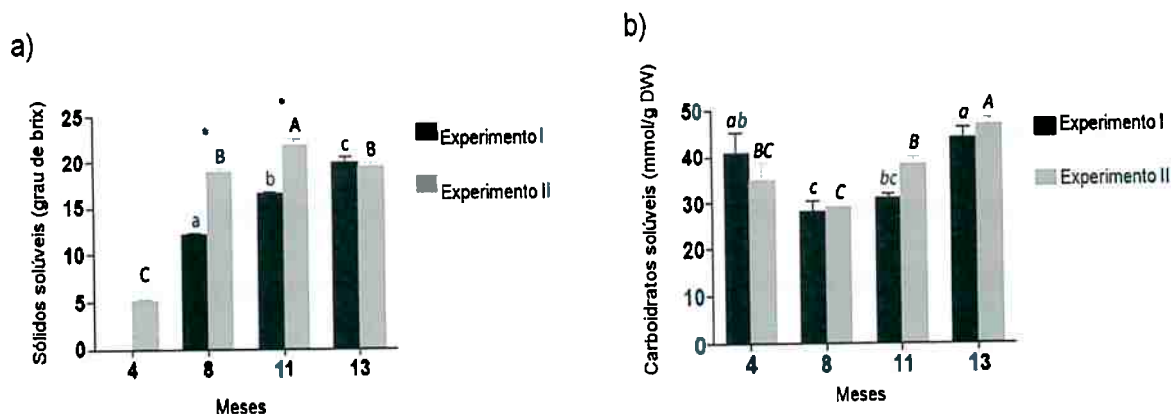 a)
Sólidos solúveis (grau de brix)
25
20
15
10
5
0
C
*
a
B
•
b
A
c
B
4
8
11
13
Meses
Experimento I
Experimento II
b)
Carboidratos solúveis (mmol/g DW)
50
40
30
20
10
0
ab
BC
c
C
bc
B
a
A
4
8
11
13
Meses
Experimento I
Experimento II